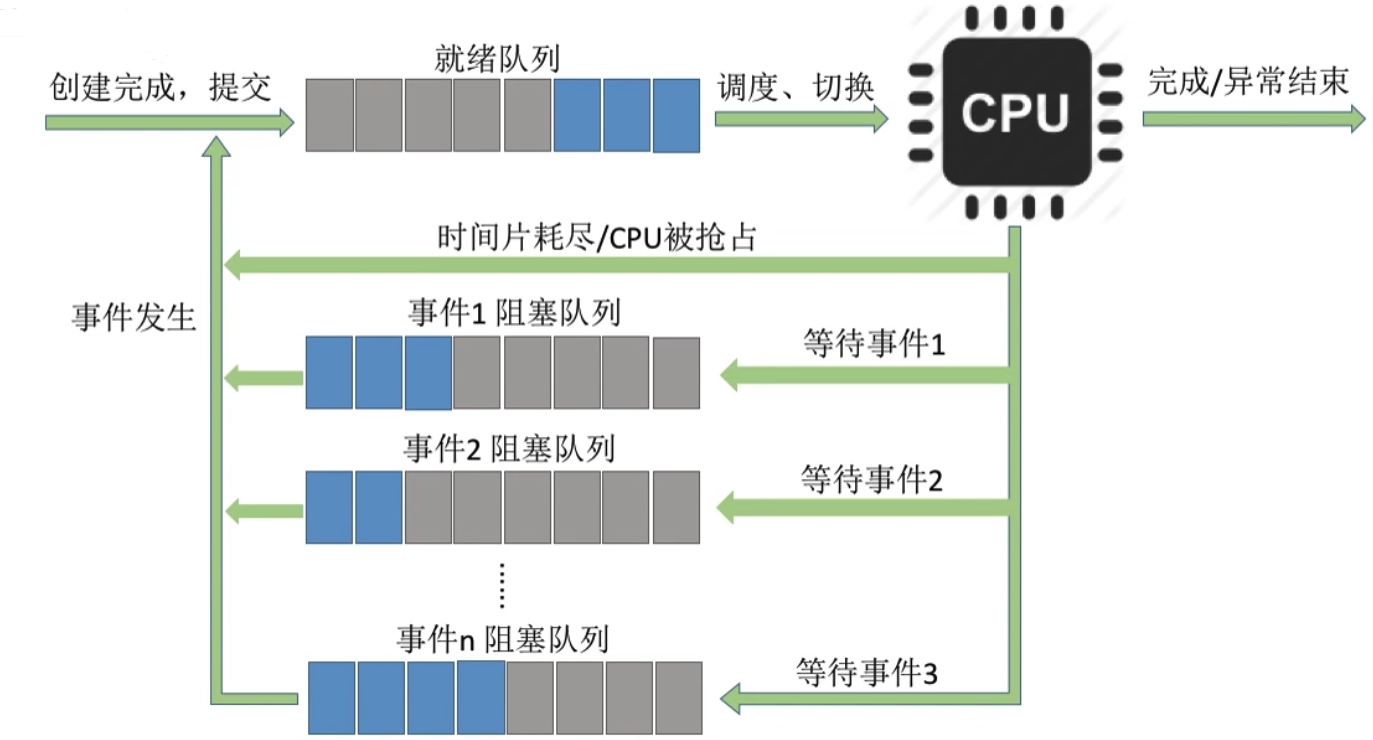 就绪队列
创建完成，提交
调度、切换
CPU
完成/异常结束
时间片耗尽/CPU被抢占
事件发生
事件1 阻塞队列
等待事件1
事件2 阻塞队列
等待事件2
......
事件n 阻塞队列
等待事件3